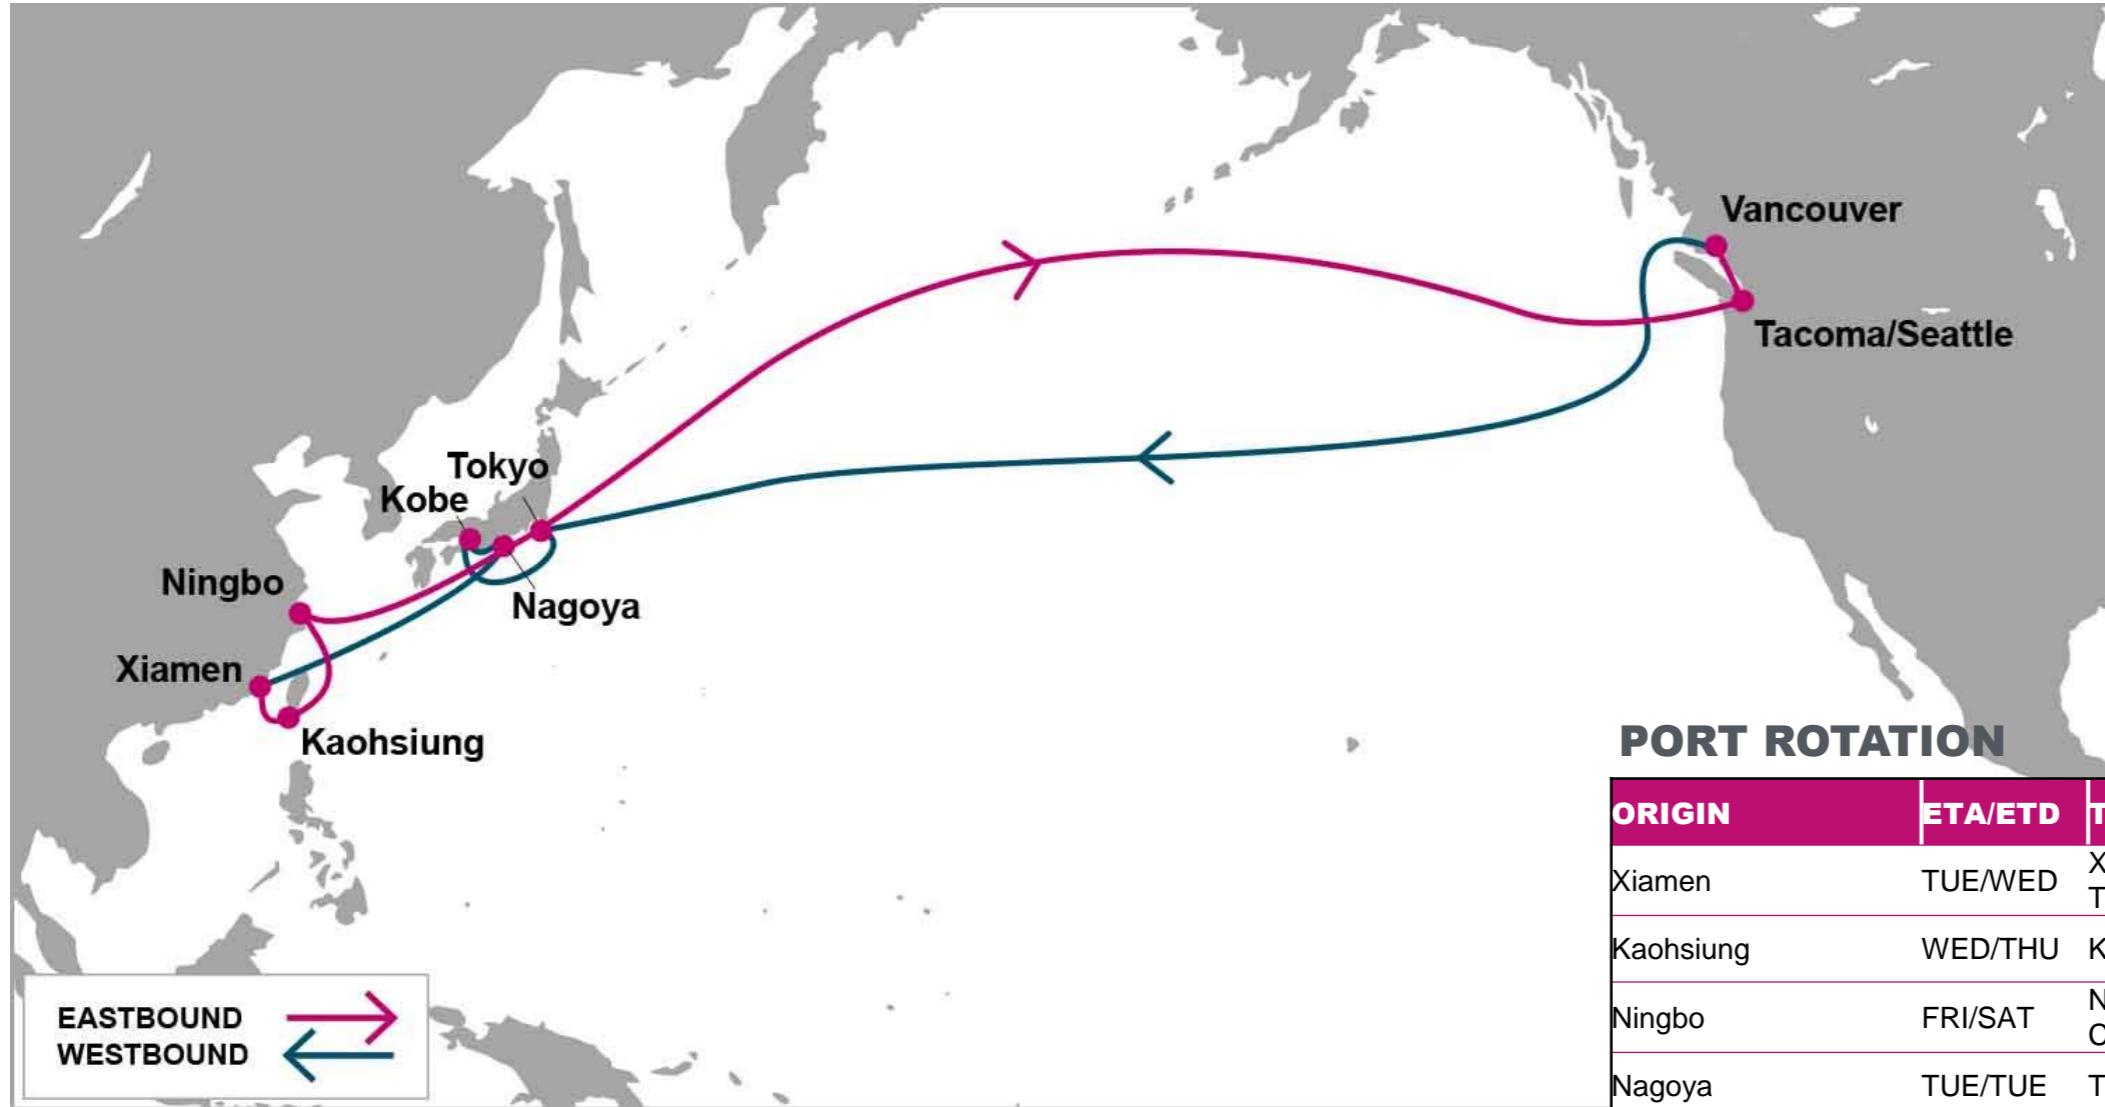 Vancouver
Tacoma/Seattle
Tokyo
Kobe
Ningbo
Nagoya
Xiamen
Kaohsiung
PORT ROTATION
ORIGIN ETA/ETD T
Xiamen TUE/WED X
T
Kaohsiung WED/THU K
Ningbo FRI/SAT N
C
Nagoya TUE/TUE T
EASTBOUND
WESTBOUND